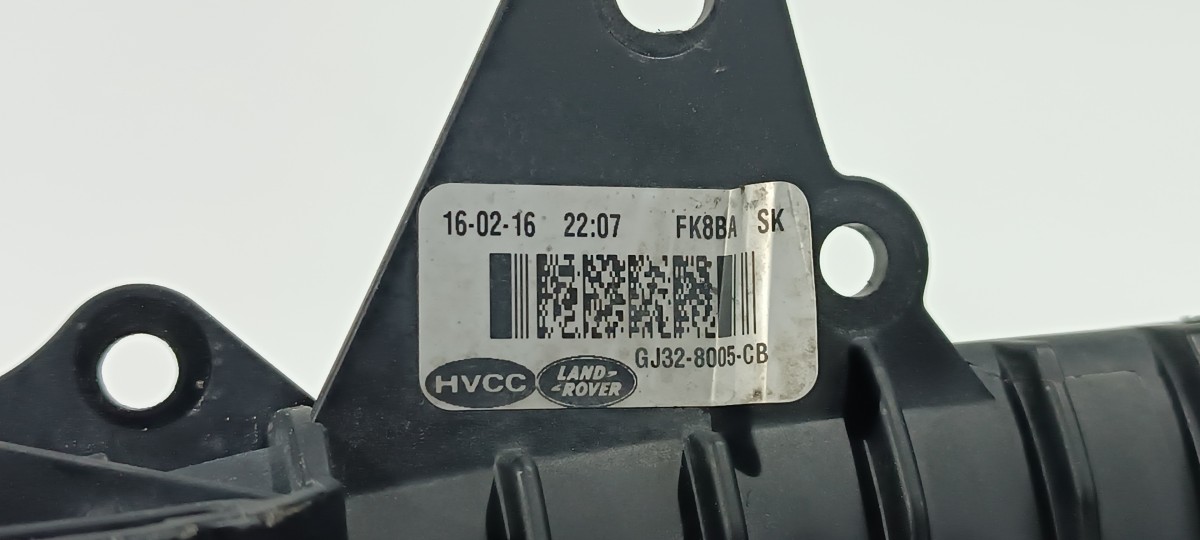 16-02-16 22:07 FK8BA SK
GJ32-8005-CB
HVCC LAND-
-ROVER